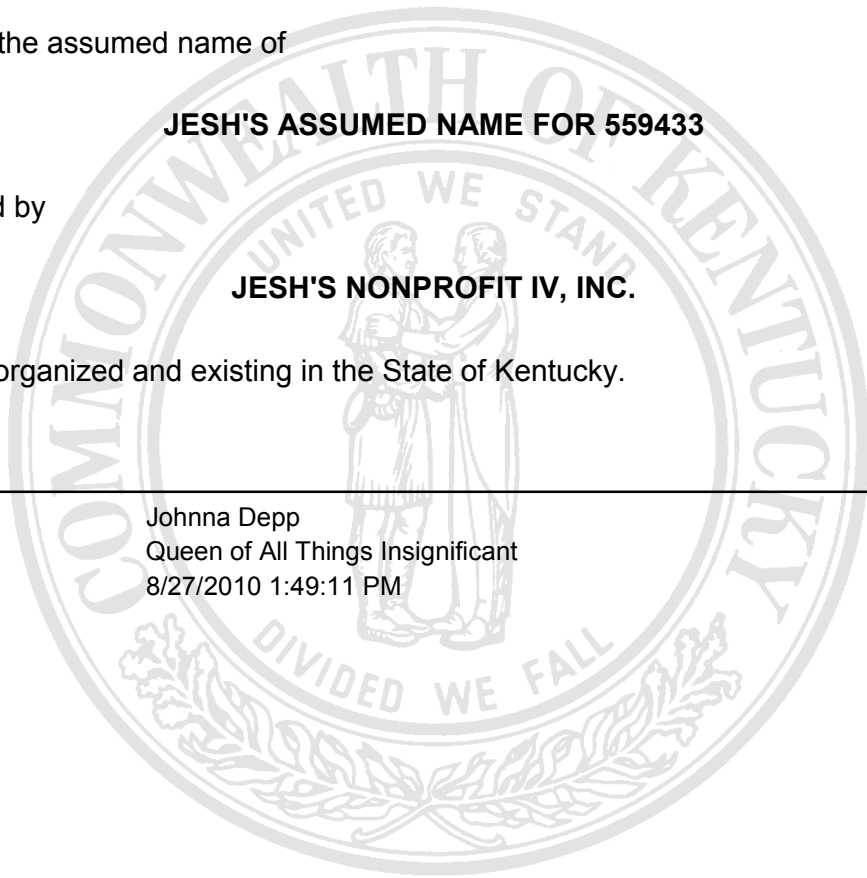 the assumed name of
JESH'S ASSUMED NAME FOR 559433
d by
JESH'S NONPROFIT IV, INC.
organized and existing in the State of Kentucky.
Johnna Depp
Queen of All Things Insignificant
8/27/2010 1:49:11 PM
COMMONWEALTH OF KENTUCKY
UNITED WE STAND
DIVIDED WE FALL